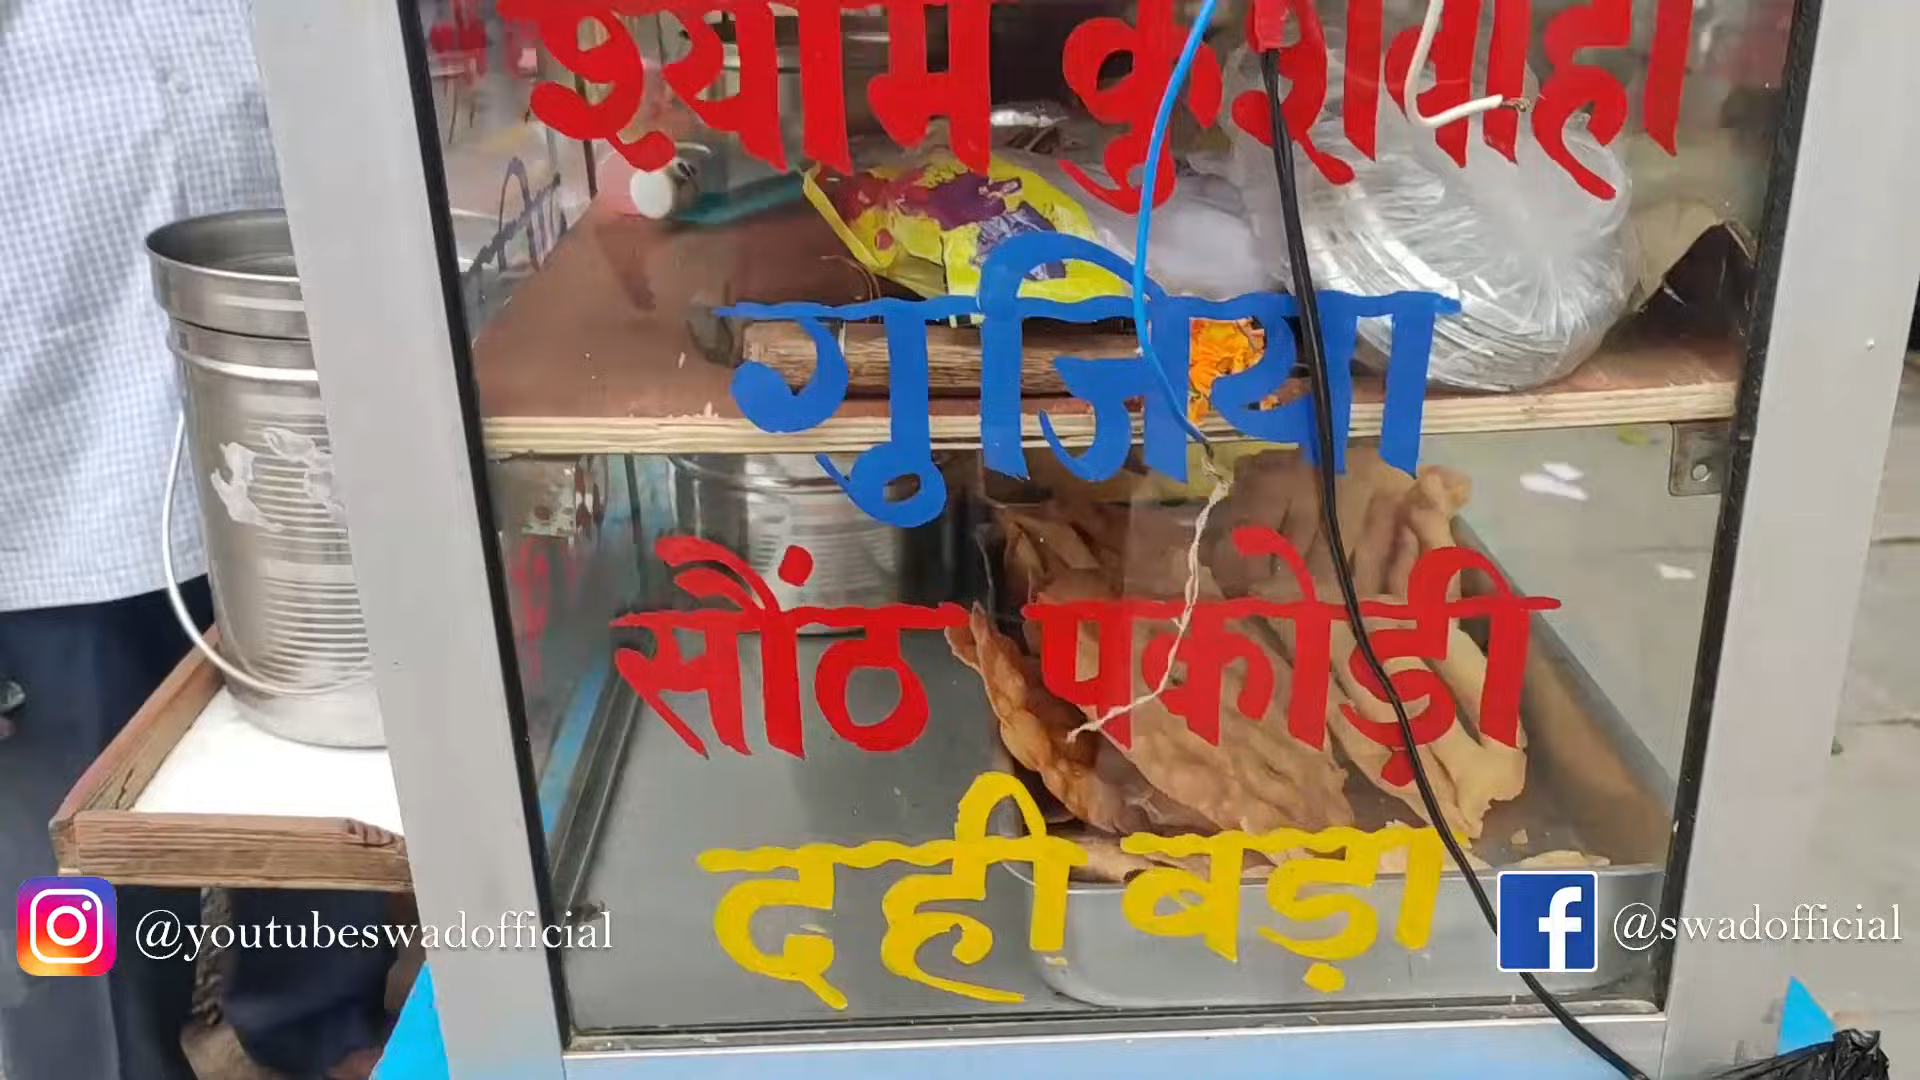 श्याम कुशवाहा
गुजिया
सौंठ पकोड़ी
दही बड़ा
@youtubeswadofficial
@swadofficial